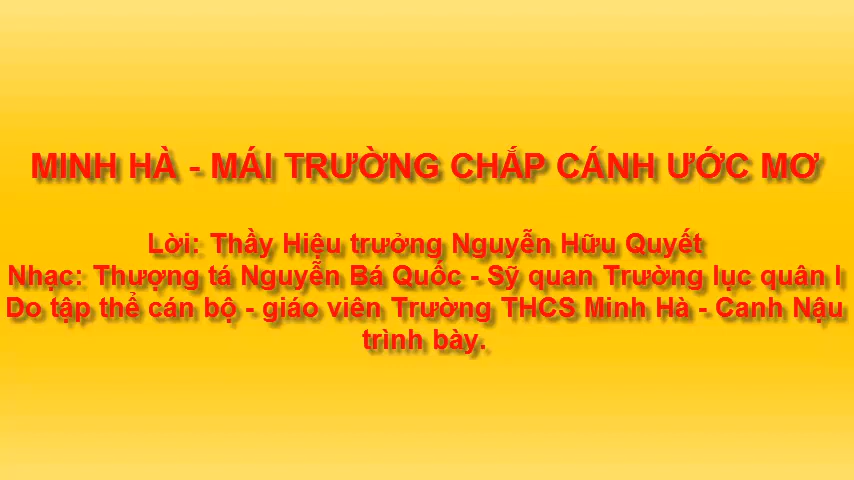 MINH HÀ - MÁI TRƯỜNG CHẮP CÁNH ƯỚC MƠ
Lời: Thầy Hiệu trưởng Nguyễn Hữu Quyết
Nhạc: Thượng tá Nguyễn Bá Quốc - Sỹ quan Trường lục quân I
Do tập thể cán bộ - giáo viên Trường THCS Minh Hà - Canh Nậu
trình bày.